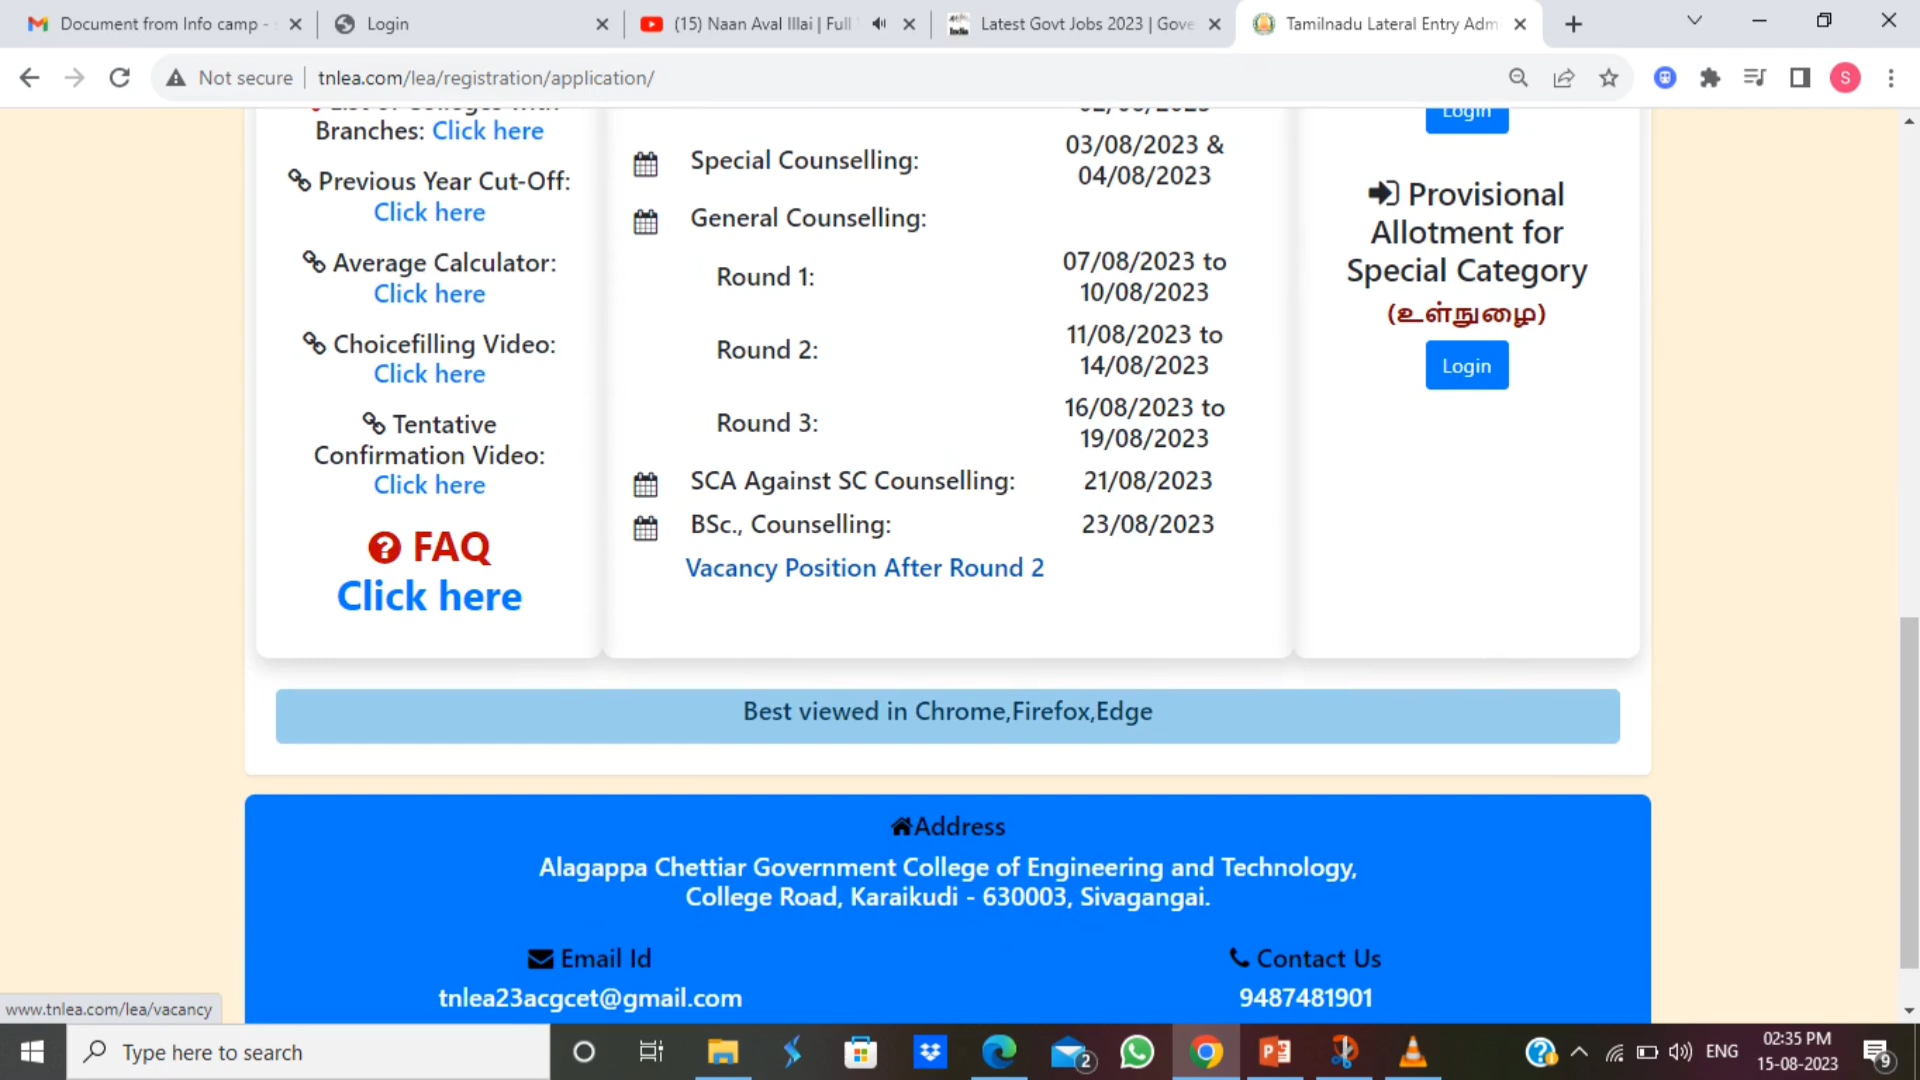 Document from Info camp -
Login
(15) Naan Aval Illai | Full
Latest Govt Jobs 2023 | Gove
Tamilnadu Lateral Entry Adm
Not secure
tnlea.com/lea/registration/application/
S
Branches: Click here
Previous Year Cut-Off:
Click here
Average Calculator:
Click here
Choicefilling Video:
Click here
Tentative
Confirmation Video:
Click here
FAQ
Click here
Special Counselling:
03/08/2023 &
04/08/2023
General Counselling:
Round 1:
07/08/2023 to
10/08/2023
Round 2:
11/08/2023 to
14/08/2023
Round 3:
16/08/2023 to
19/08/2023
SCA Against SC Counselling:
21/08/2023
BSc., Counselling:
23/08/2023
Vacancy Position After Round 2
Login
Provisional
Allotment for
Special Category
(உள்நுழை)
Login
Best viewed in Chrome,Firefox,Edge
Address
Alagappa Chettiar Government College of Engineering and Technology,
College Road, Karaikudi - 630003, Sivagangai.
Email Id
tnlea23acgcet@gmail.com
Contact Us
9487481901
www.tnlea.com/lea/vacancy
Type here to search
2
ENG
02:35 PM
15-08-2023
9